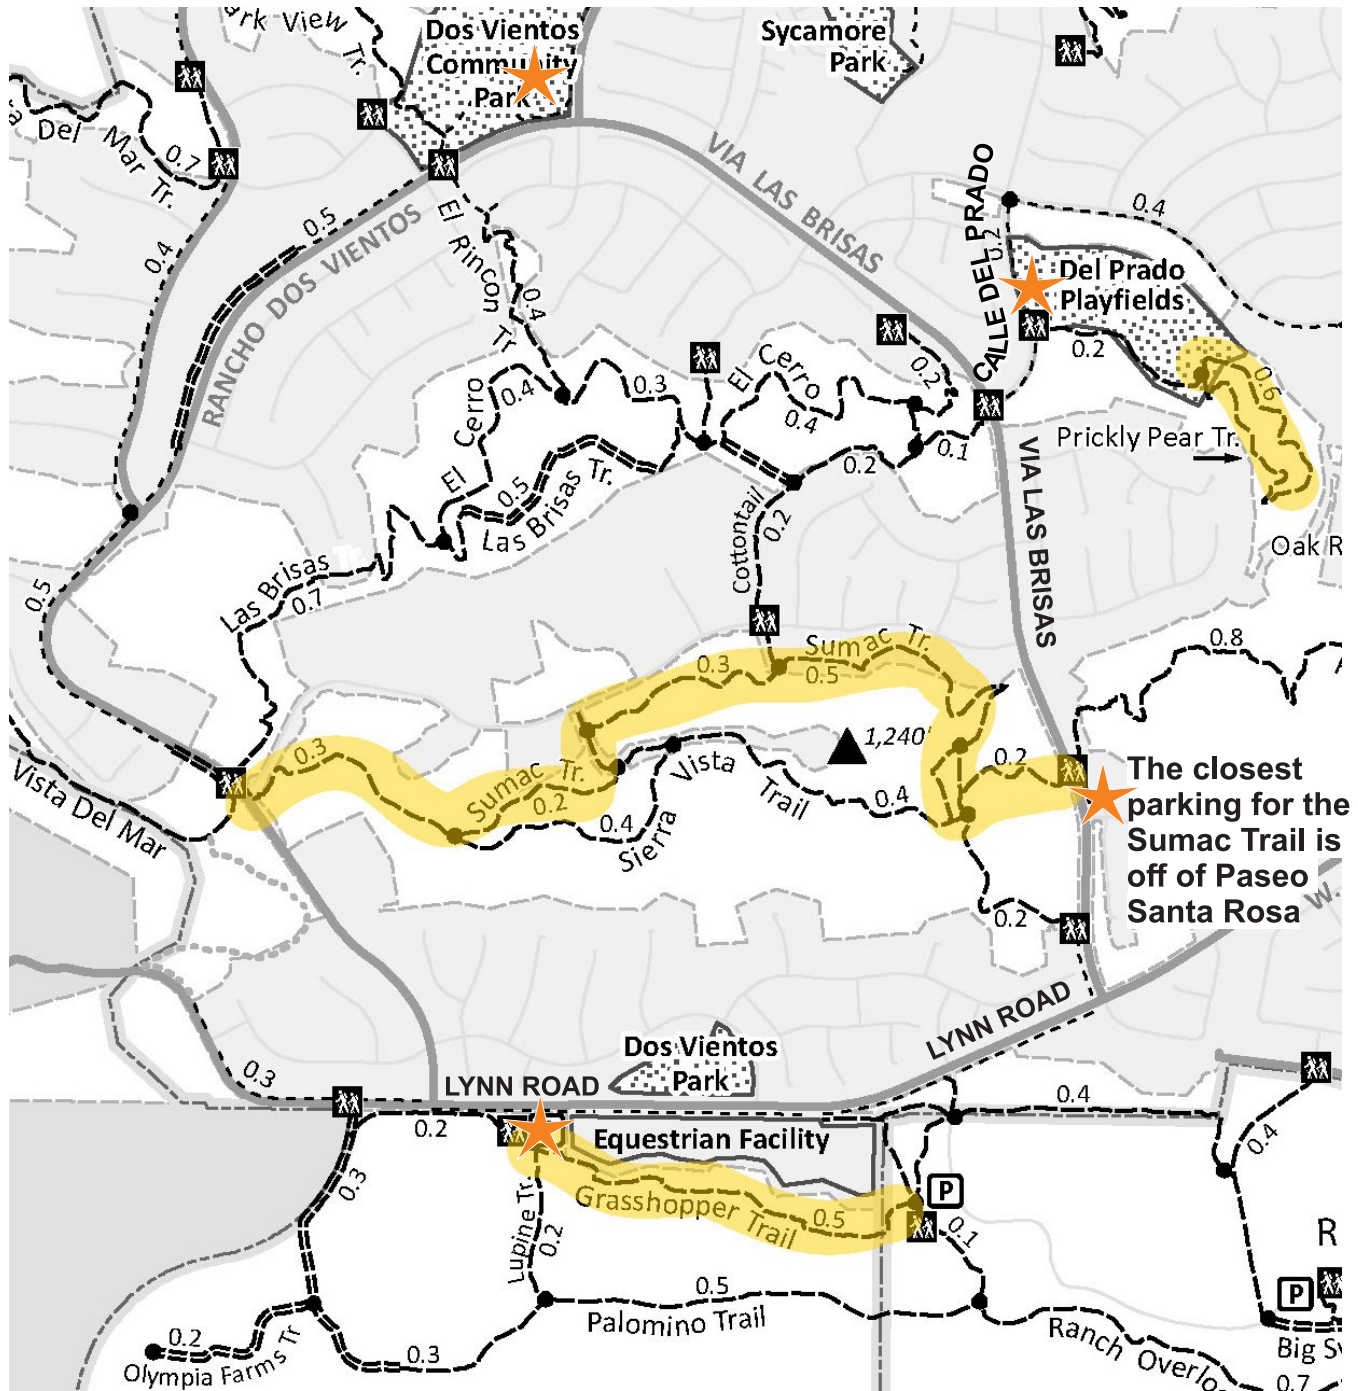 Dos Vientos
Community
Park
Sycamore
Park
ark View Tr.
a Del Mar Tr.
0.7
0.4
0.5
RANCHO DOS VIENTOS
El Rincon Tr
0.4
VIA LAS BRISAS
CALLE DEL PRADO
0.2
0.4
Del Prado
Playfields
0.2
0.6
Prickly Pear Tr.
Oak R
El Cerro
0.4
0.3
El Cerro
0.4
0.2
0.1
0.2
0.5
Las Brisas Tr.
Cottontail
0.2
VIA LAS BRISAS
Las Brisas Tr.
0.7
0.5
Sumac Tr.
0.3
0.5
0.8
1,240'
0.3
Sumac Tr.
0.2
0.4
Sierra Vista Trail
0.4
0.2
0.2
Vista Del Mar
The closest
parking for the
Sumac Trail is
off of Paseo
Santa Rosa
W.
LYNN ROAD
Dos Vientos
Park
LYNN ROAD
0.3
0.2
Equestrian Facility
0.4
0.4
Grasshopper Trail
0.5
P
0.1
Lupine Tr.
0.2
0.3
R
P
0.5
Palomino Trail
0.2
Olympia Farms Tr
0.3
Ranch Overlo
Big Sy
0.7